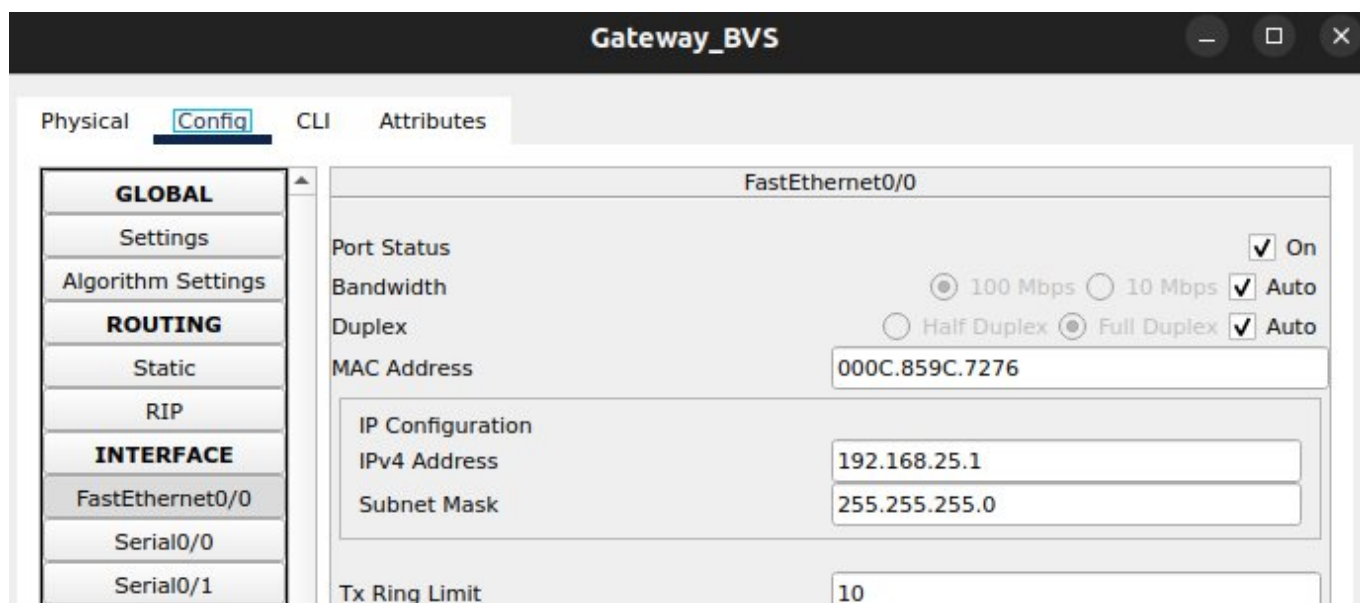 Gateway_BVS
Physical Config CLI Attributes
GLOBAL
Settings
Algorithm Settings
ROUTING
Static
RIP
INTERFACE
FastEthernet0/0
Serial0/0
Serial0/1
FastEthernet0/0
Port Status On
Bandwidth 100 Mbps 10 Mbps Auto
Duplex Half Duplex Full Duplex Auto
MAC Address 000C.859C.7276
IP Configuration
IPv4 Address 192.168.25.1
Subnet Mask 255.255.255.0
Tx Ring Limit 10